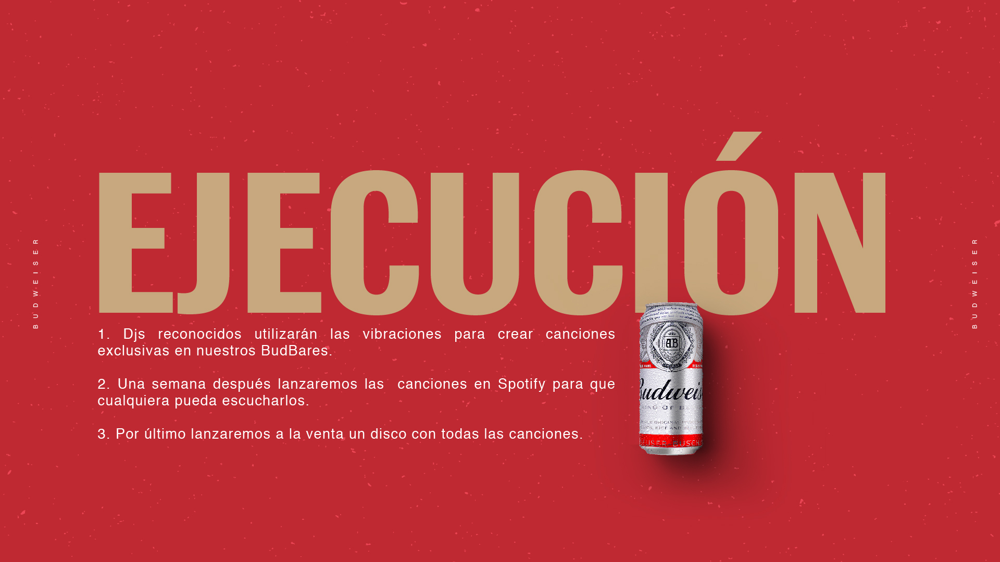 EJECUCIÓN
BUDWEISER
BUDWEISER
1. Djs reconocidos utilizarán las vibraciones para crear canciones
exclusivas en nuestros BudBares.
2. Una semana después lanzaremos las canciones en Spotify para que
cualquiera pueda escucharlos.
3. Por último lanzaremos a la venta un disco con todas las canciones.
AB
Budweis
KING OF BE
RICE AND
BUSCH